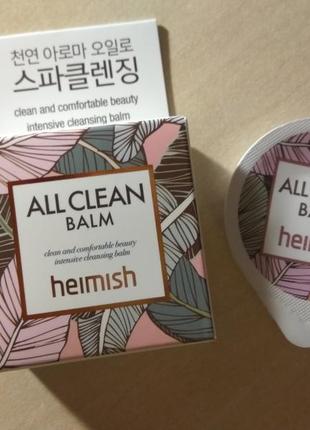 천연 아로마 오일로
스파클렌징
clean and comfortable beauty
intensive cleansing balm
ALL CLEAN
BALM
clean and comfortable beauty
intensive cleansing balm
heimish
ALL
B
heim